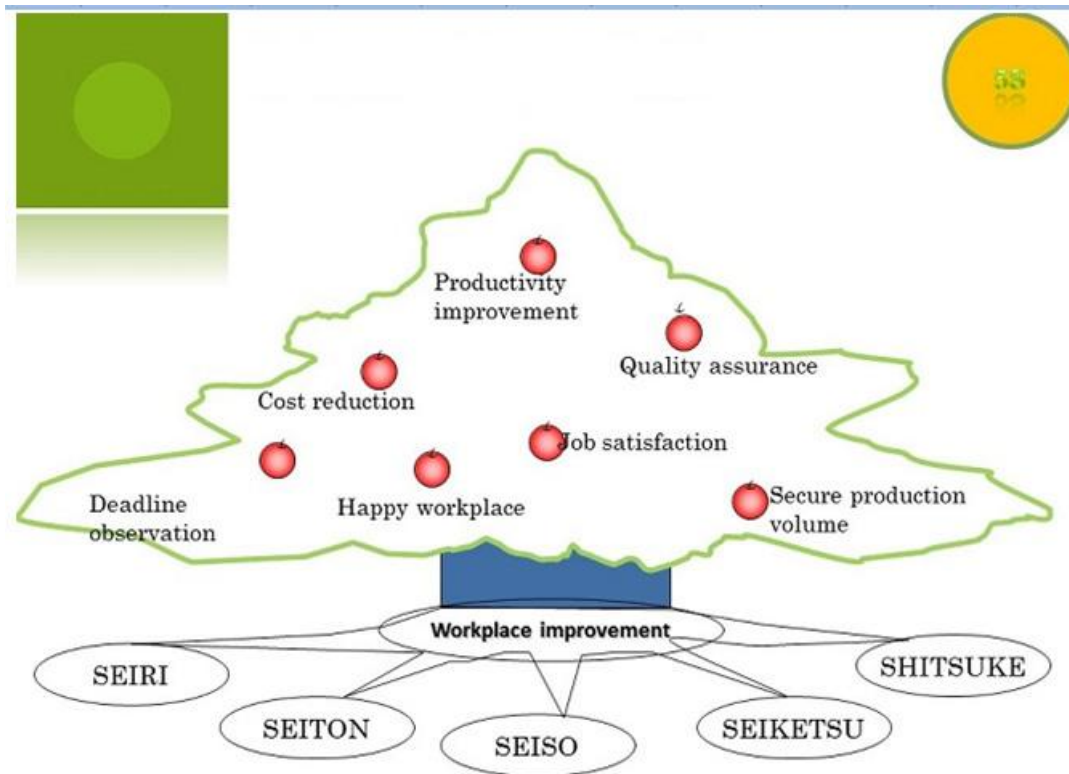 5S
Productivity
improvement
Quality assurance
Cost reduction
Job satisfaction
Deadline
observation
Happy workplace
Secure production
volume
Workplace improvement
SEIRI
SHITSUKE
SEITON
SEISO
SEIKETSU